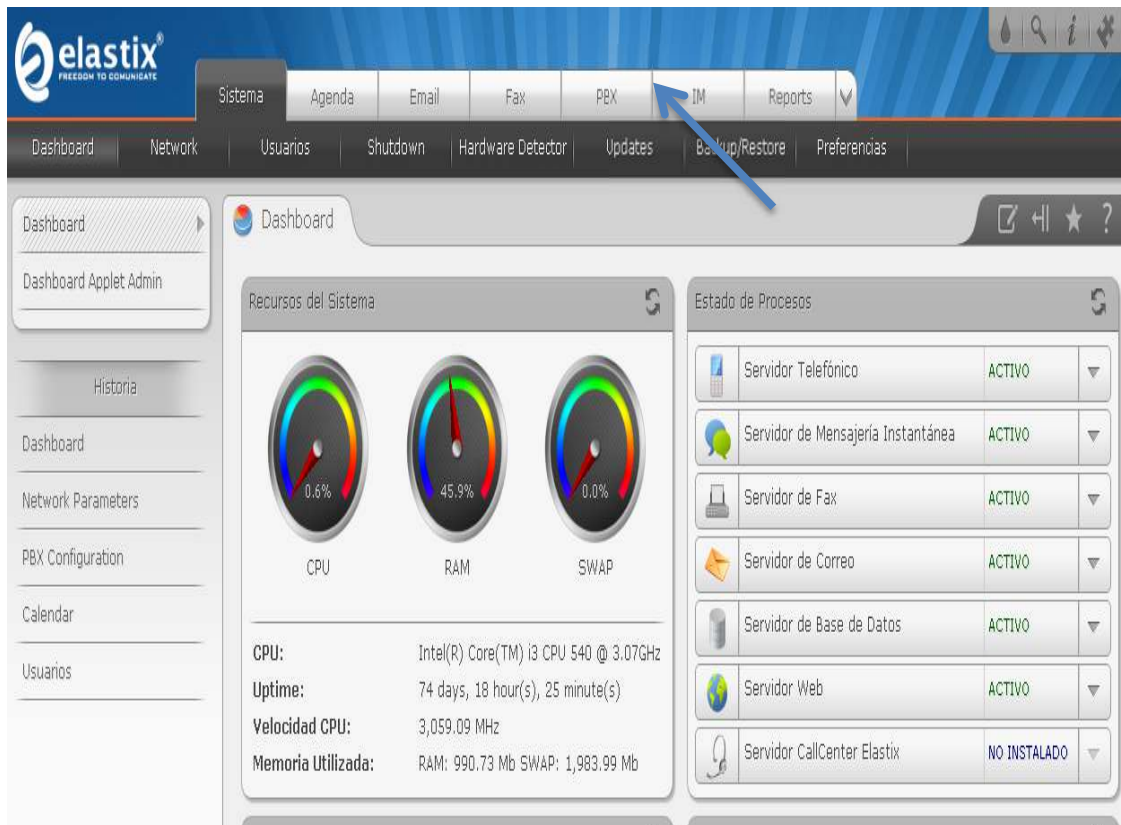 elastix®
FREEDOM TO COMUNICATE
Sistema Agenda Email Fax PBX IM Reports
Dashboard Network Usuarios Shutdown Hardware Detector Updates Backup/Restore Preferencias
Dashboard
Dashboard Applet Admin
Historia
Dashboard
Network Parameters
PBX Configuration
Calendar
Usuarios
Dashboard
Recursos del Sistema
0.6% 45.9% 0.0%
CPU RAM SWAP
CPU: Intel(R) Core(TM) i3 CPU 540 @ 3.07GHz
Uptime: 74 days, 18 hour(s), 25 minute(s)
Velocidad CPU: 3,059.09 MHz
Memoria Utilizada: RAM: 990.73 Mb SWAP: 1,983.99 Mb
Estado de Procesos
Servidor Telefónico ACTIVO
Servidor de Mensajería Instantánea ACTIVO
Servidor de Fax ACTIVO
Servidor de Correo ACTIVO
Servidor de Base de Datos ACTIVO
Servidor Web ACTIVO
Servidor CallCenter Elastix NO INSTALADO